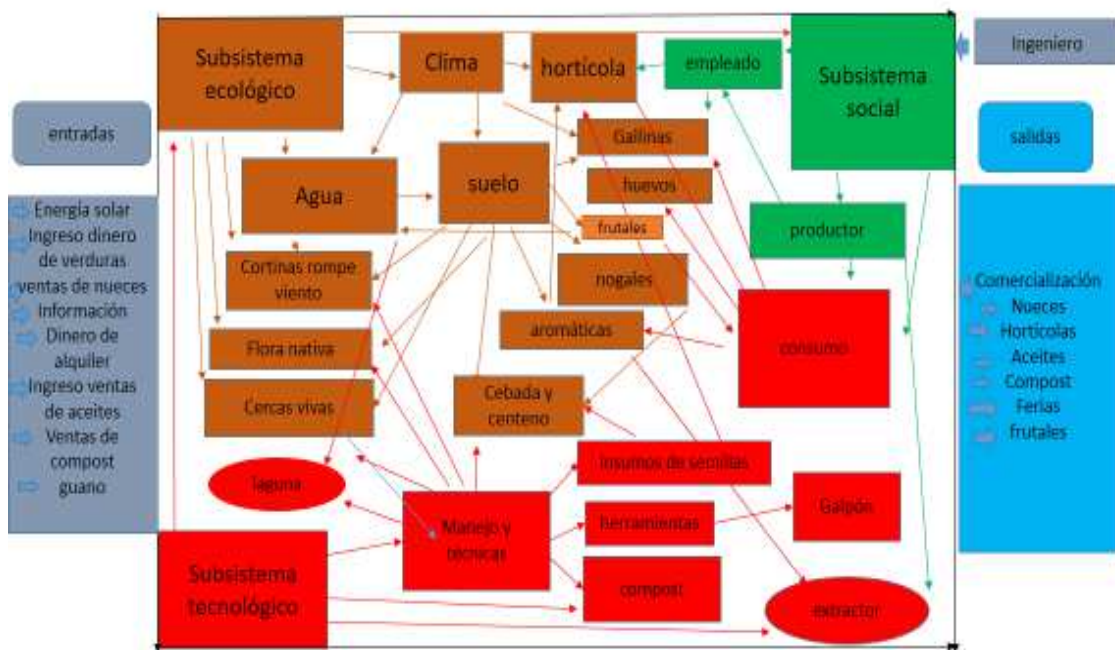 entradas
Energía solar
Ingreso dinero
de verduras
ventas de nueces
Información
Dinero de
alquiler
Ingreso ventas
de aceites
Ventas de
compost
guano
Subsistema
ecológico
Clima
hortícola
empleado
Subsistema
social
Gallinas
huevos
frutales
nogales
aromáticas
Agua
suelo
Cortinas rompe
viento
Flora nativa
Cercas vivas
Cebada y
centeno
productor
consumo
laguna
Manejo y
técnicas
Insumos de semillas
herramientas
Galpón
compost
extractor
Subsistema
tecnológico
Ingeniero
salidas
Comercialización
Nueces
Hortícolas
Aceites
Compost
Ferias
frutales